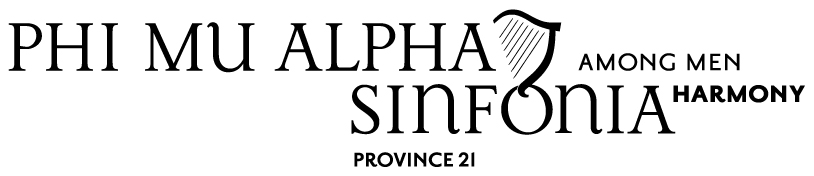 PHI MU ALPHA
AMONG MEN
SINFONIA
HARMONY
PROVINCE 21